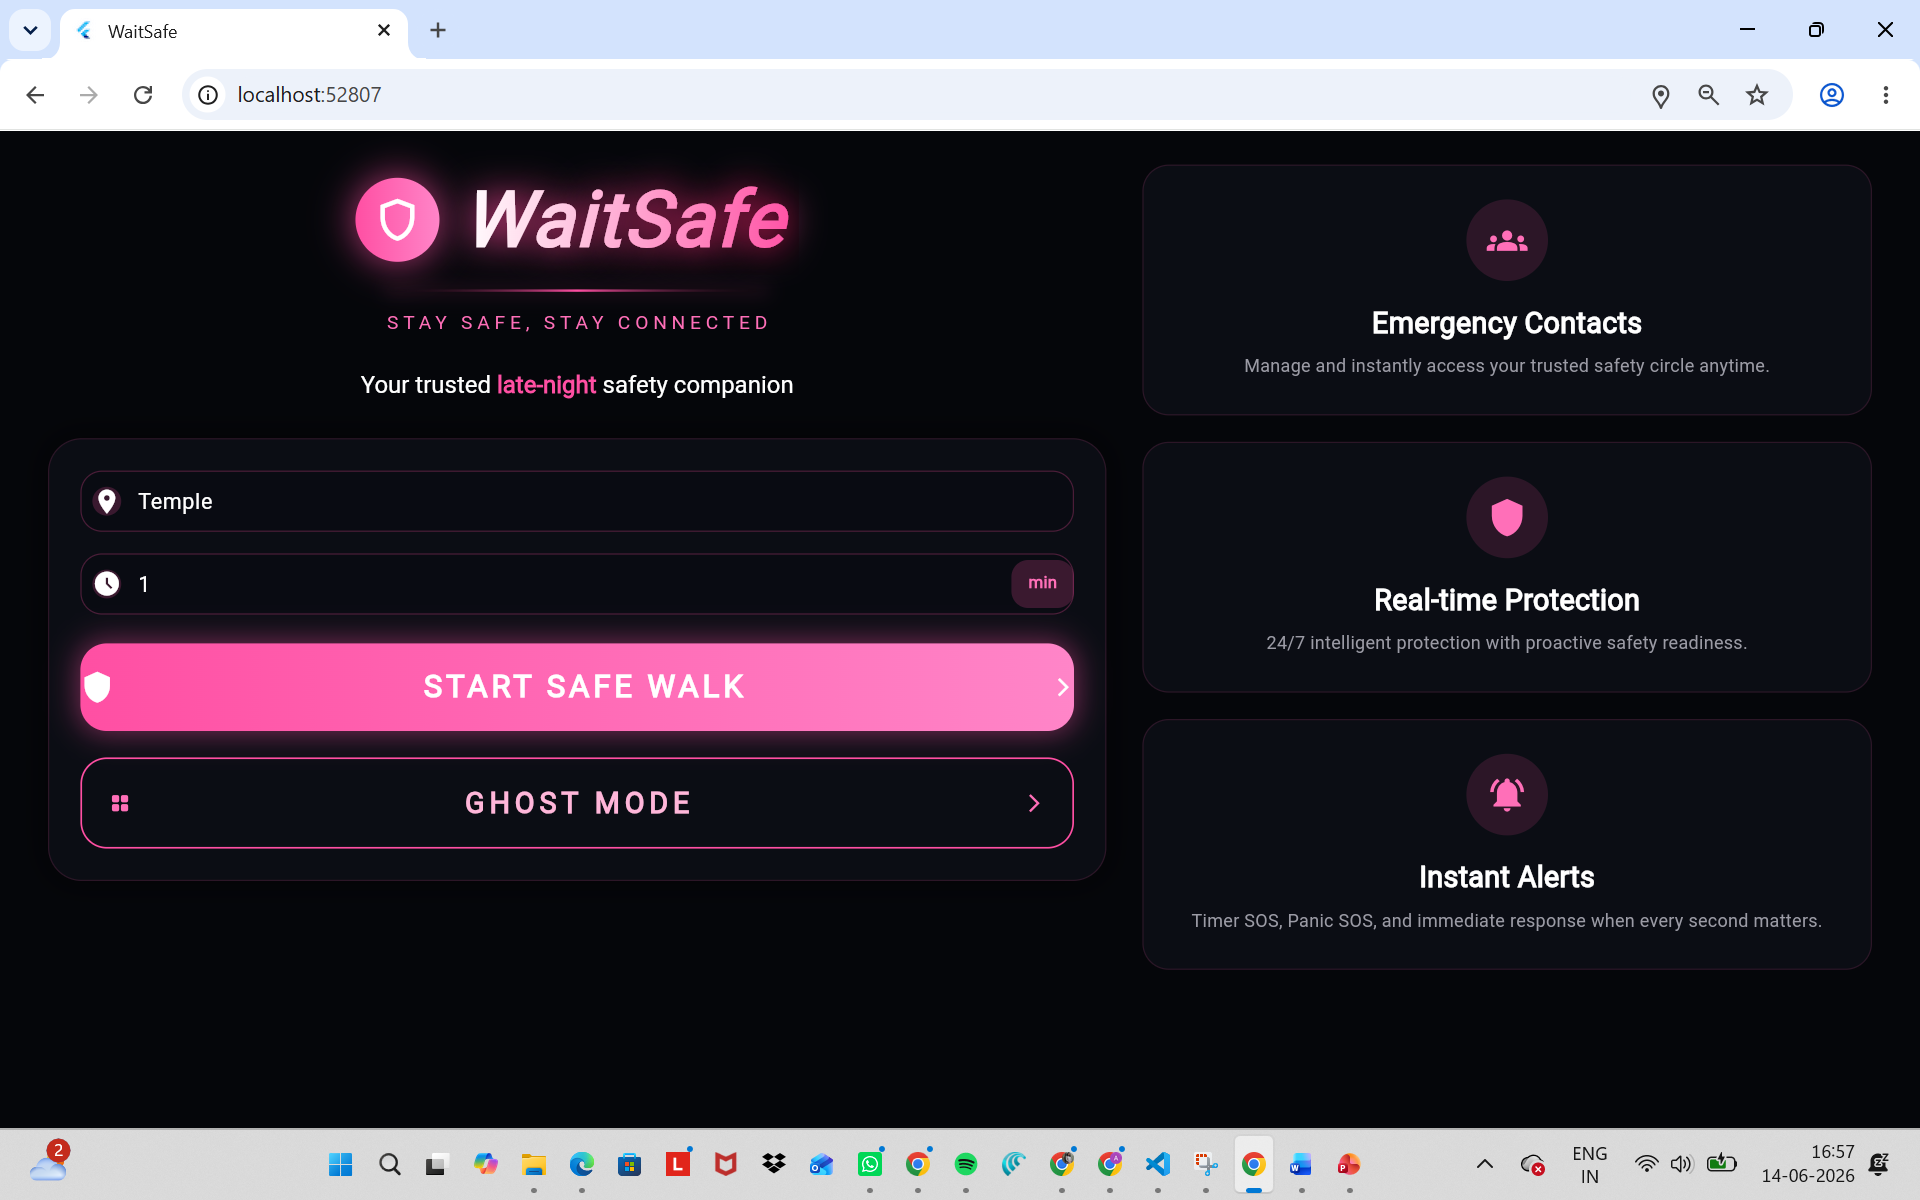 WaitSafe
localhost:52807
WaitSafe
STAY SAFE, STAY CONNECTED
Your trusted late-night safety companion
Temple
1
min
START SAFE WALK
GHOST MODE
Emergency Contacts
Manage and instantly access your trusted safety circle anytime.
Real-time Protection
24/7 intelligent protection with proactive safety readiness.
Instant Alerts
Timer SOS, Panic SOS, and immediate response when every second matters.
2
ENG
IN
16:57
14-06-2026